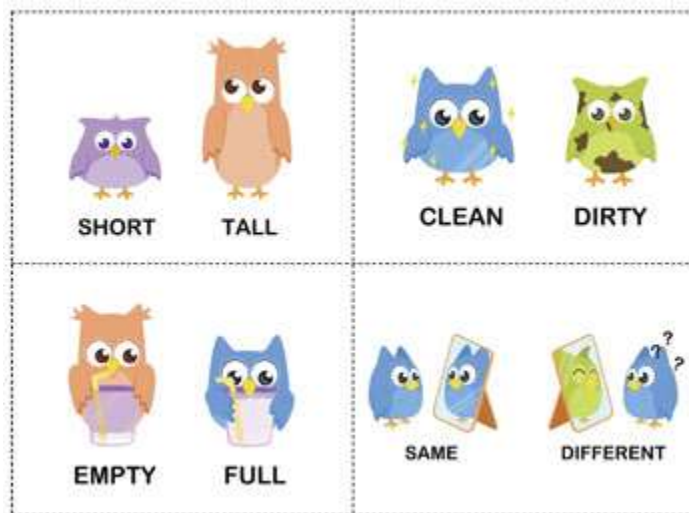 SHORT TALL
CLEAN DIRTY
EMPTY FULL
? ? ?
SAME DIFFERENT